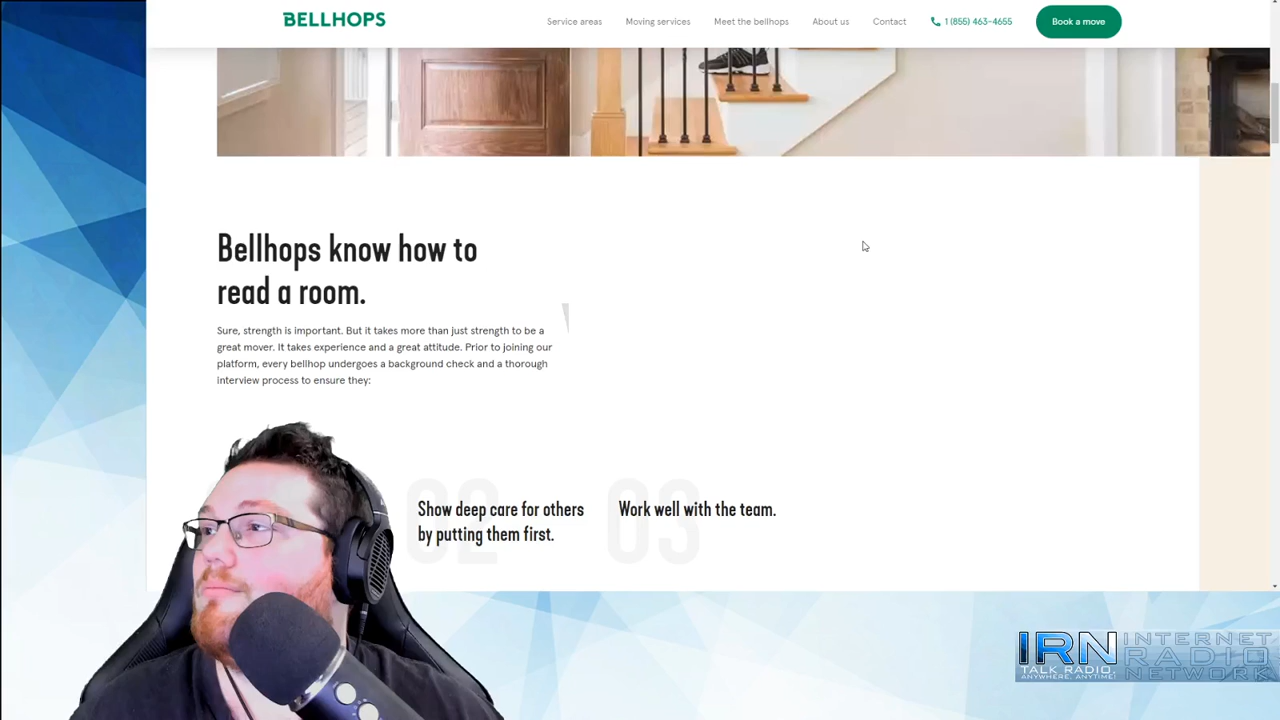 BELLHOPS
Service areas
Moving services
Meet the bellhops
About us
Contact
1 (855) 463-4655
Book a move
Bellhops know how to
read a room.
Sure, strength is important. But it takes more than just strength to be a
great mover. It takes experience and a great attitude. Prior to joining our
platform, every bellhop undergoes a background check and a thorough
interview process to ensure they:
02
Show deep care for others
by putting them first.
03
Work well with the team.
IRN
TALK RADIO
ANYWHERE, ANYTIME!
INTERNET
RADIO
NETWORK